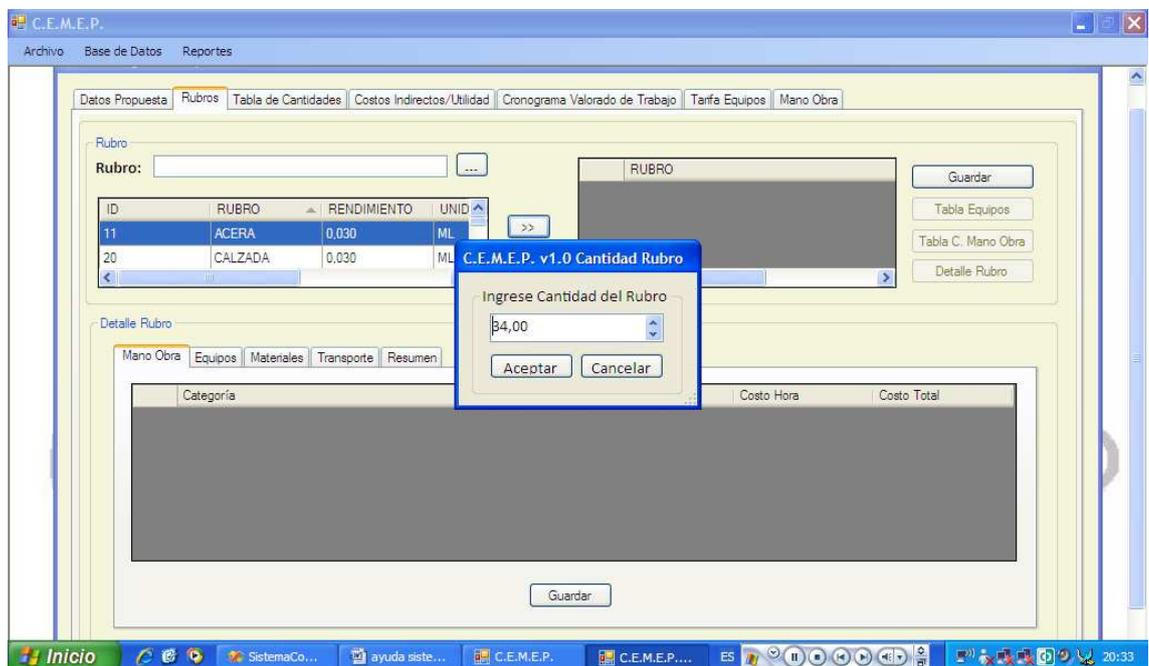 C.E.M.E.P.
Archivo Base de Datos Reportes
Datos Propuesta Rubros Tabla de Cantidades Costos Indirectos/Utilidad Cronograma Valorado de Trabajo Tarifa Equipos Mano Obra
Rubro
Rubro: ...
RUBRO
Guardar
ID RUBRO RENDIMIENTO UNID
Tabla Equipos
11 ACERA 0,030 ML
>>
Tabla C. Mano Obra
20 CALZADA 0,030 ML
Detalle Rubro
C.E.M.E.P. v1.0 Cantidad Rubro
Ingrese Cantidad del Rubro
34,00
Aceptar Cancelar
Detalle Rubro
Mano Obra Equipos Materiales Transporte Resumen
Categoría Costo Hora Costo Total
Guardar
Inicio SistemaCo... ayuda siste... C.E.M.E.P. C.E.M.E.P.... ES 20:33